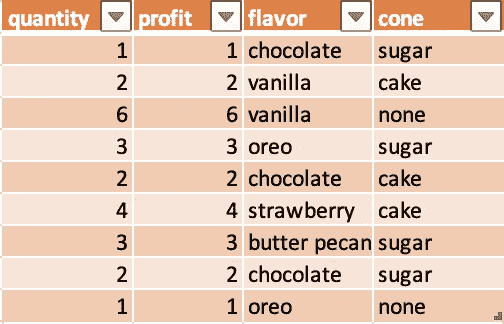 quantity profit flavor cone
1 1 chocolate sugar
2 2 vanilla cake
6 6 vanilla none
3 3 oreo sugar
2 2 chocolate cake
4 4 strawberry cake
3 3 butter pecan sugar
2 2 chocolate sugar
1 1 oreo none